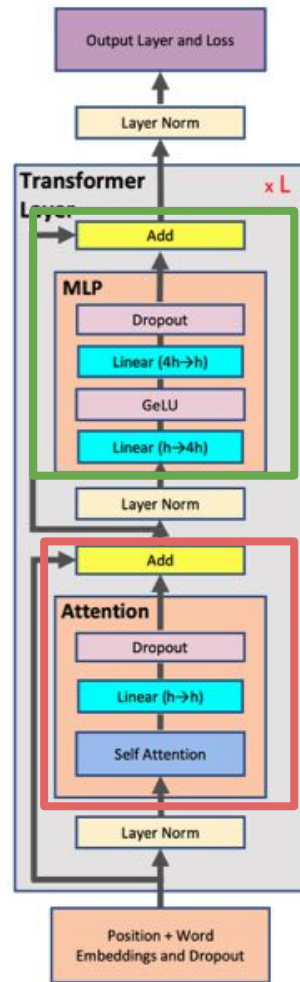 Output Layer and Loss
Layer Norm
Transformer
Layer
x L
Add
MLP
Dropout
Linear (4h→h)
GeLU
Linear (h→4h)
Layer Norm
Add
Attention
Dropout
Linear (h→h)
Self Attention
Layer Norm
Position + Word
Embeddings and Dropout